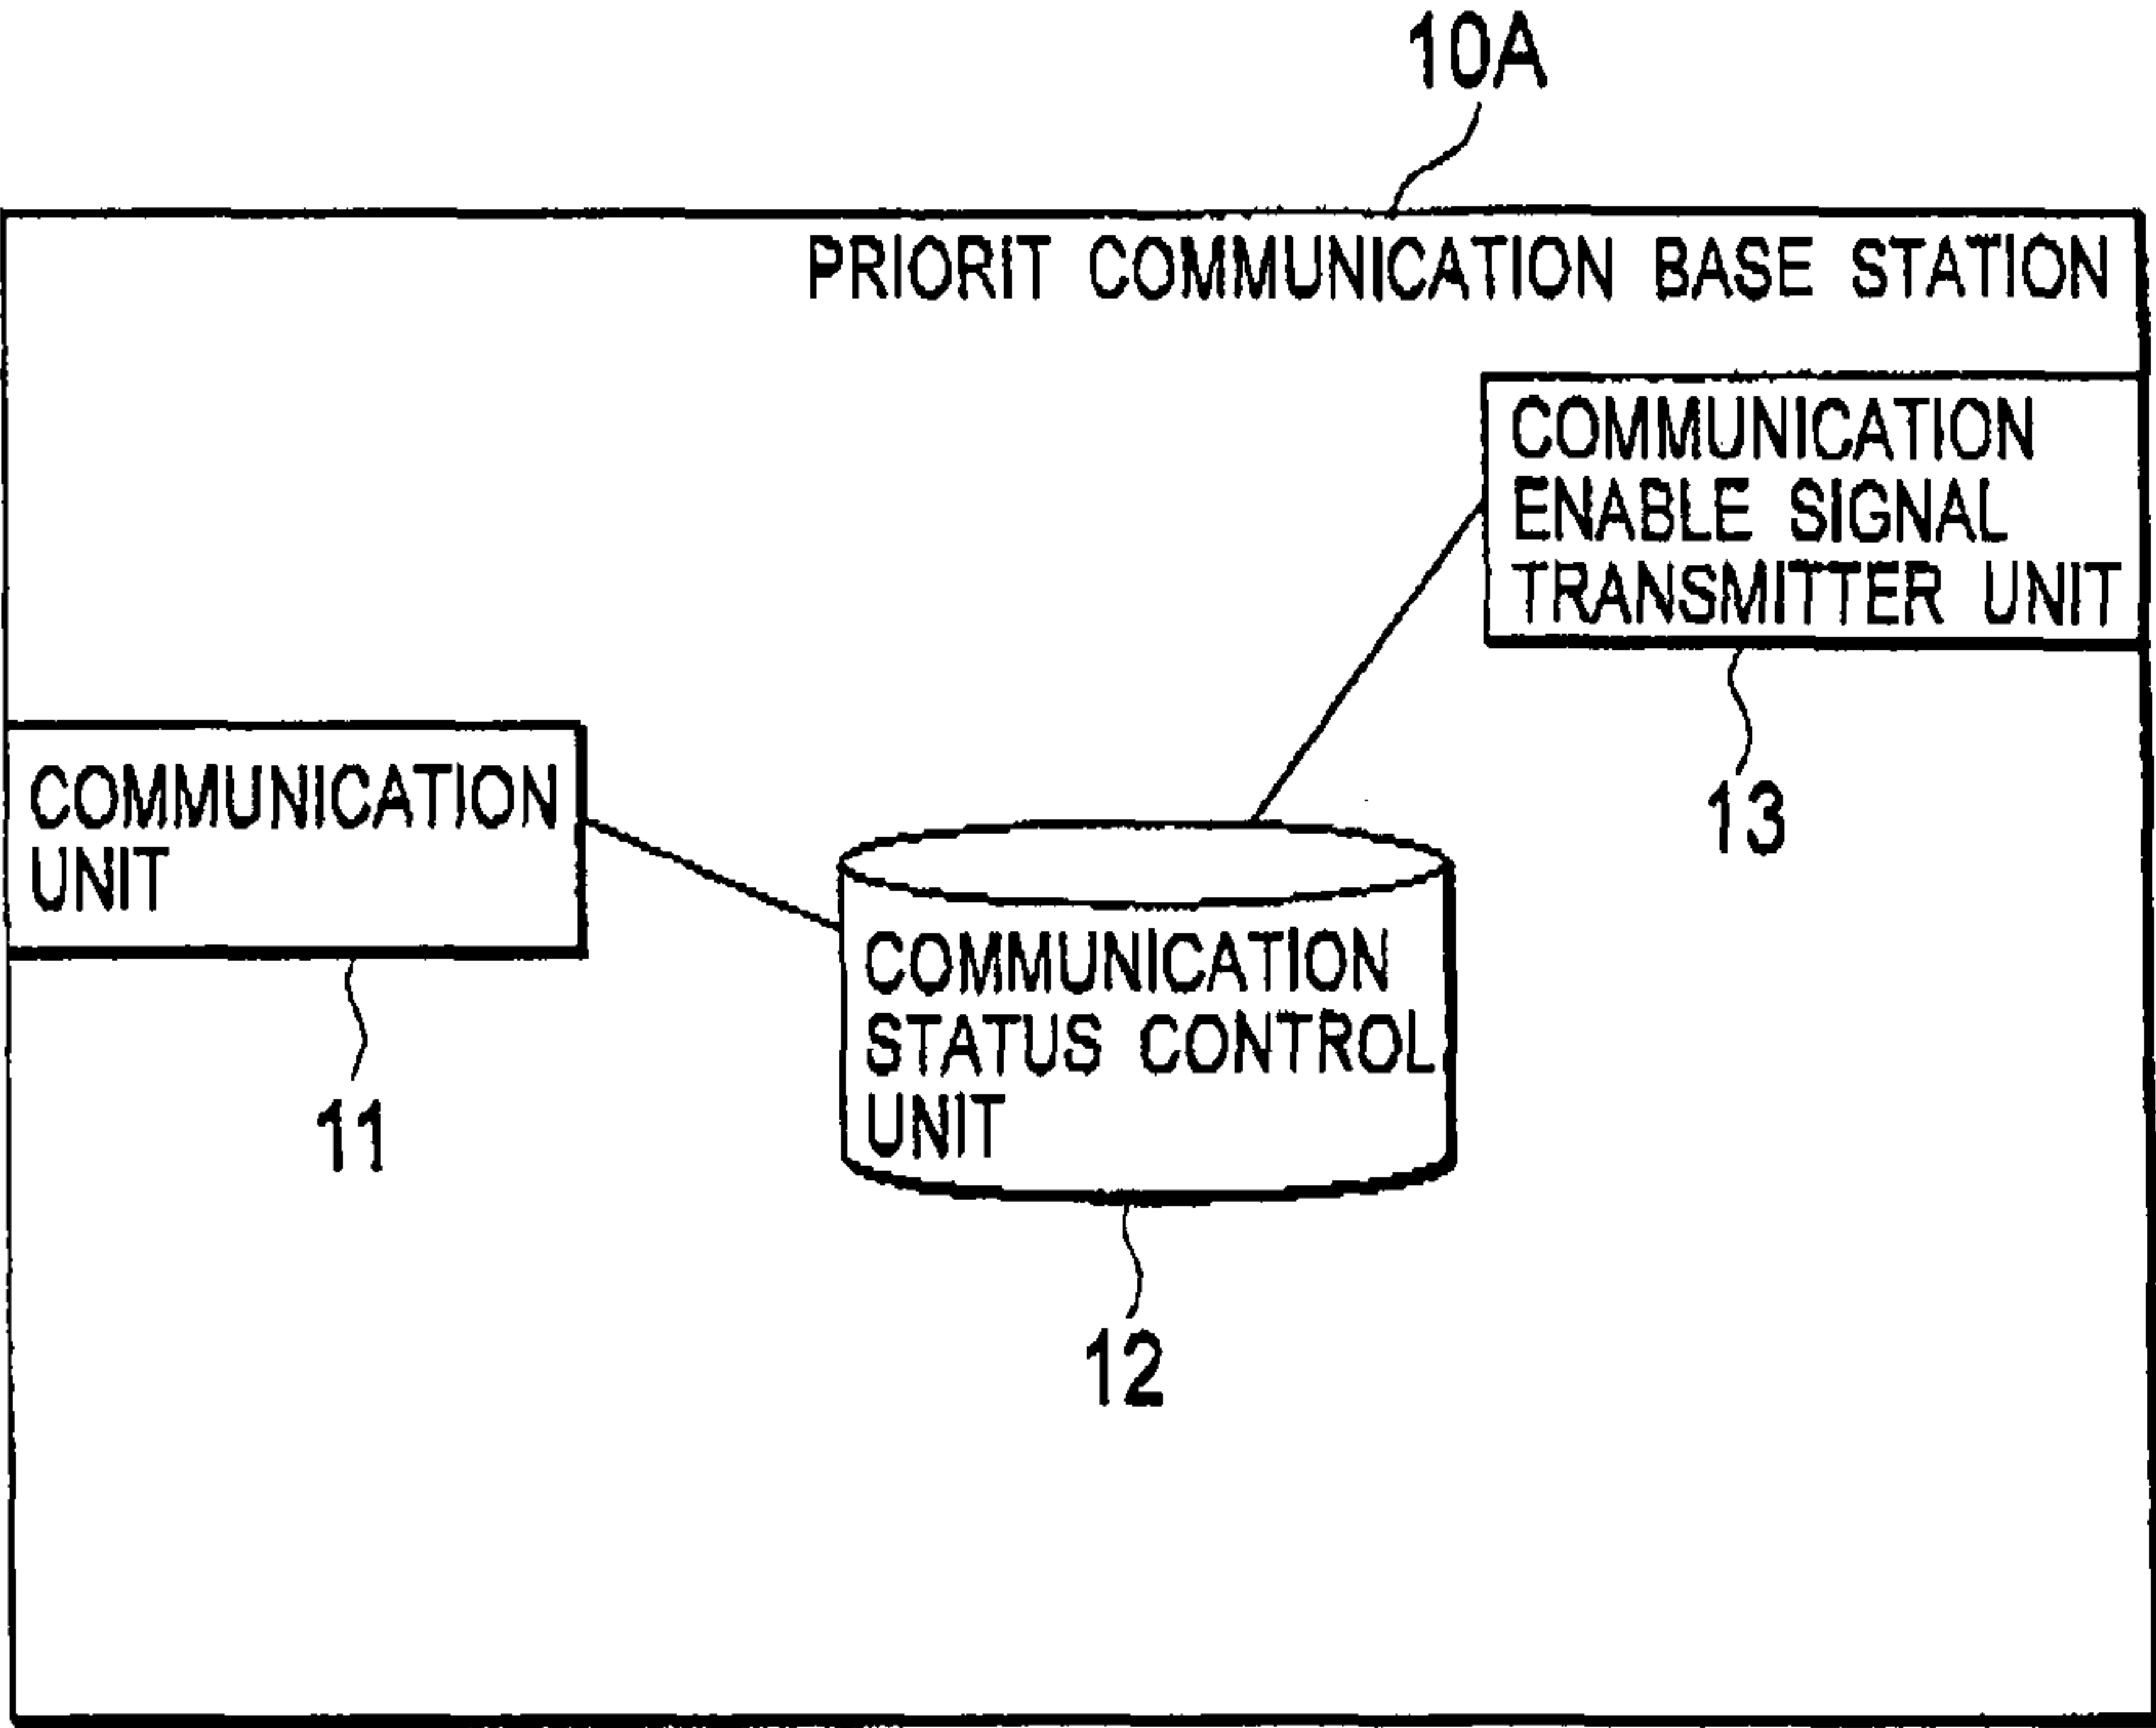 10A
PRIORIT COMMUNICATION BASE STATION
COMMUNICATION
ENABLE SIGNAL
TRANSMITTER UNIT
13
COMMUNICATION
UNIT
11
COMMUNICATION
STATUS CONTROL
UNIT
12